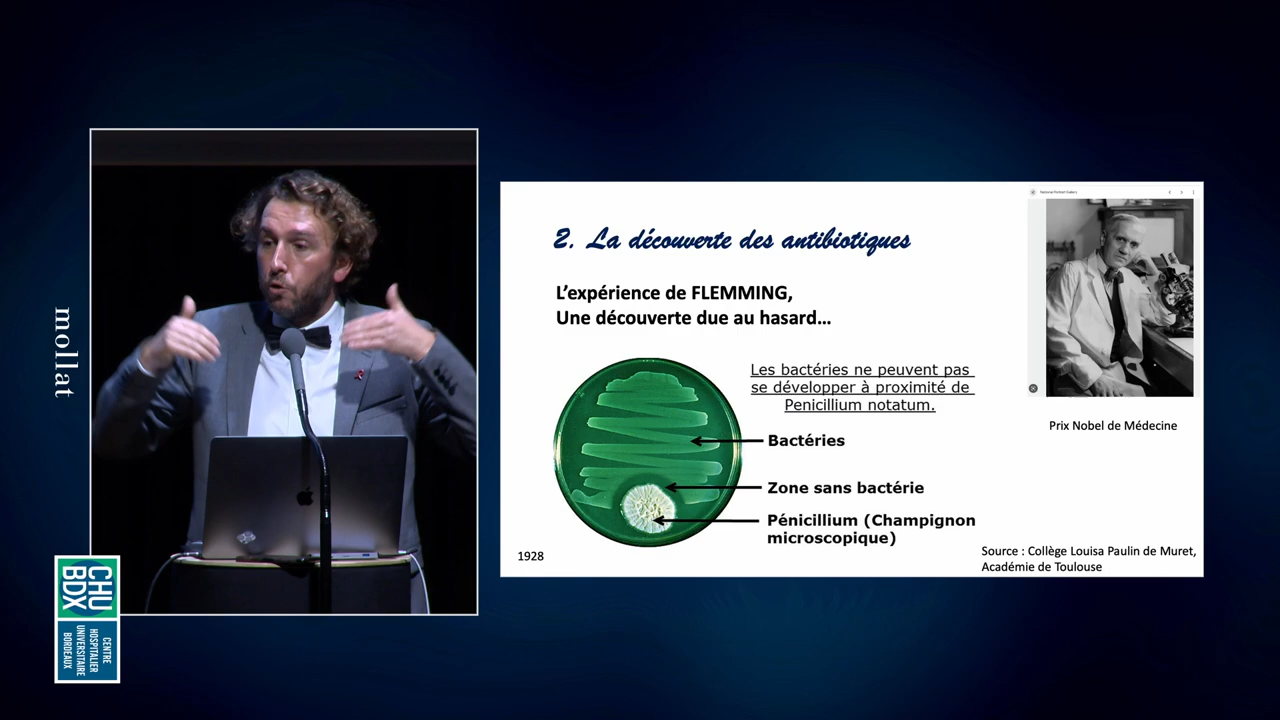 mollat
CHU
BDX
CENTRE
HOSPITALIER
UNIVERSITAIRE
BORDEAUX
2. La découverte des antibiotiques
L’expérience de FLEMMING,
Une découverte due au hasard…
Les bactéries ne peuvent pas
se développer à proximité de
Penicillium notatum.
Bactéries
Zone sans bactérie
Pénicillium (Champignon
microscopique)
1928
National Portrait Gallery
Prix Nobel de Médecine
Source : Collège Louisa Paulin de Muret,
Académie de Toulouse